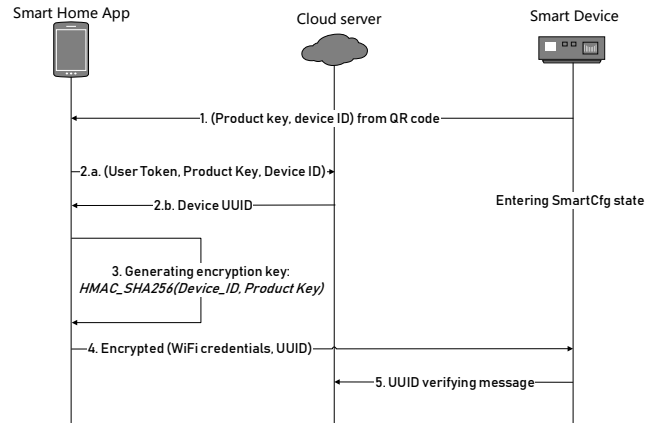 Smart Home App
Cloud server
Smart Device
1. (Product key, device ID) from QR code
2.a. (User Token, Product Key, Device ID)
2.b. Device UUID
Entering SmartCfg state
3. Generating encryption key:
HMAC_SHA256(Device_ID, Product Key)
4. Encrypted (WiFi credentials, UUID)
5. UUID verifying message